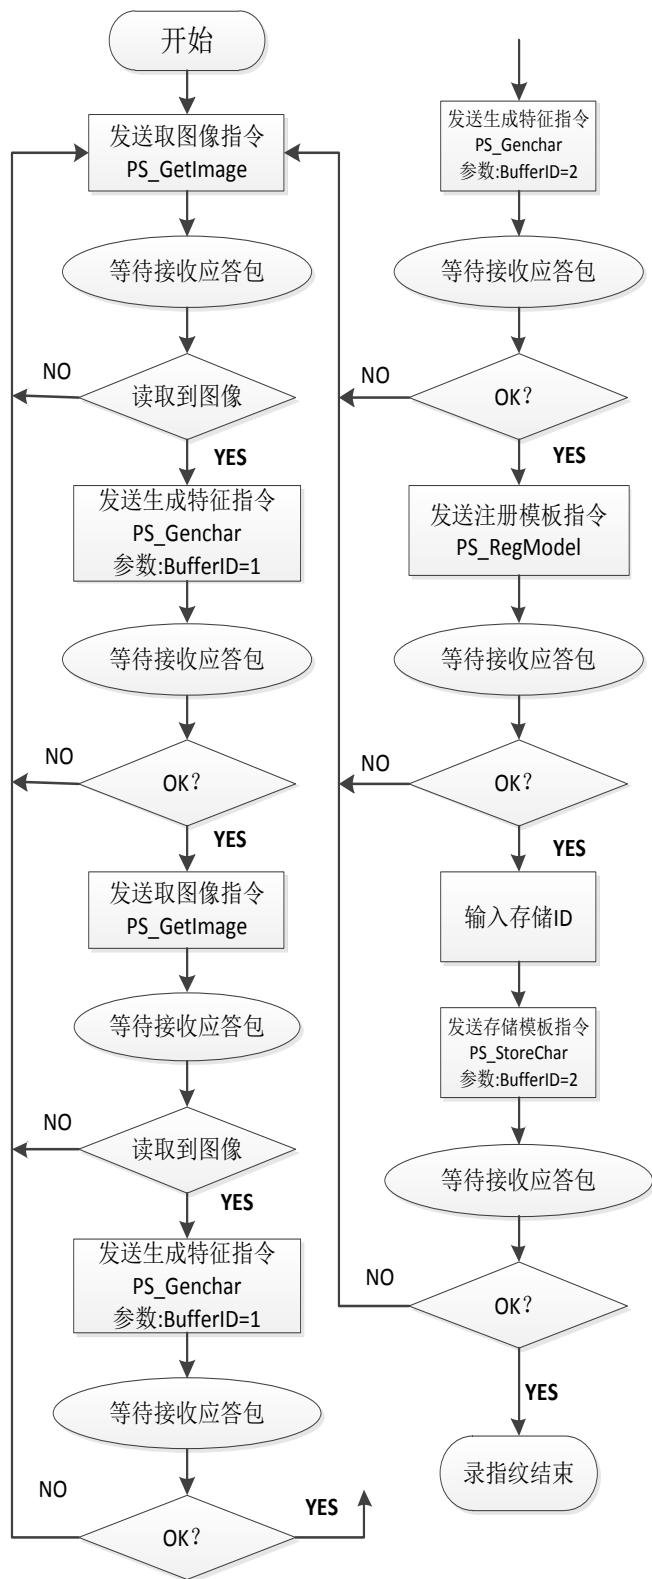 开始
发送取图像指令
PS_GetImage
等待接收应答包
NO
读取到图像
YES
发送生成特征指令
PS_Genchar
参数:BufferID=1
等待接收应答包
NO
OK?
YES
发送取图像指令
PS_GetImage
等待接收应答包
NO
读取到图像
YES
发送生成特征指令
PS_Genchar
参数:BufferID=1
等待接收应答包
NO
OK?
YES
发送生成特征指令
PS_Genchar
参数:BufferID=2
等待接收应答包
NO
OK?
YES
发送注册模板指令
PS_RegModel
等待接收应答包
NO
OK?
YES
输入存储ID
发送存储模板指令
PS_StoreChar
参数:BufferID=2
等待接收应答包
NO
OK?
YES
录指纹结束